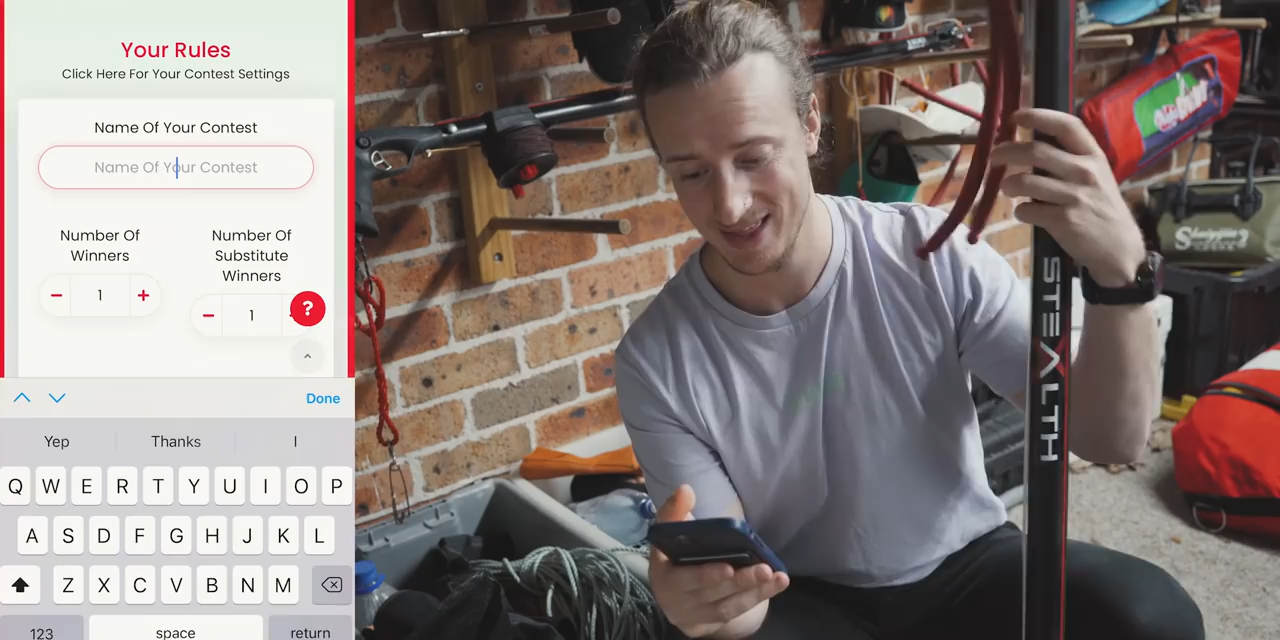 Your Rules
Click Here For Your Contest Settings
Name Of Your Contest
Name Of Your Contest
Number Of
Winners
Number Of
Substitute
Winners
− 1 +
− 1
?
Done
Yep Thanks I
Q W E R T Y U I O P
A S D F G H J K L
Z X C V B N M
123 space return
STEALTH